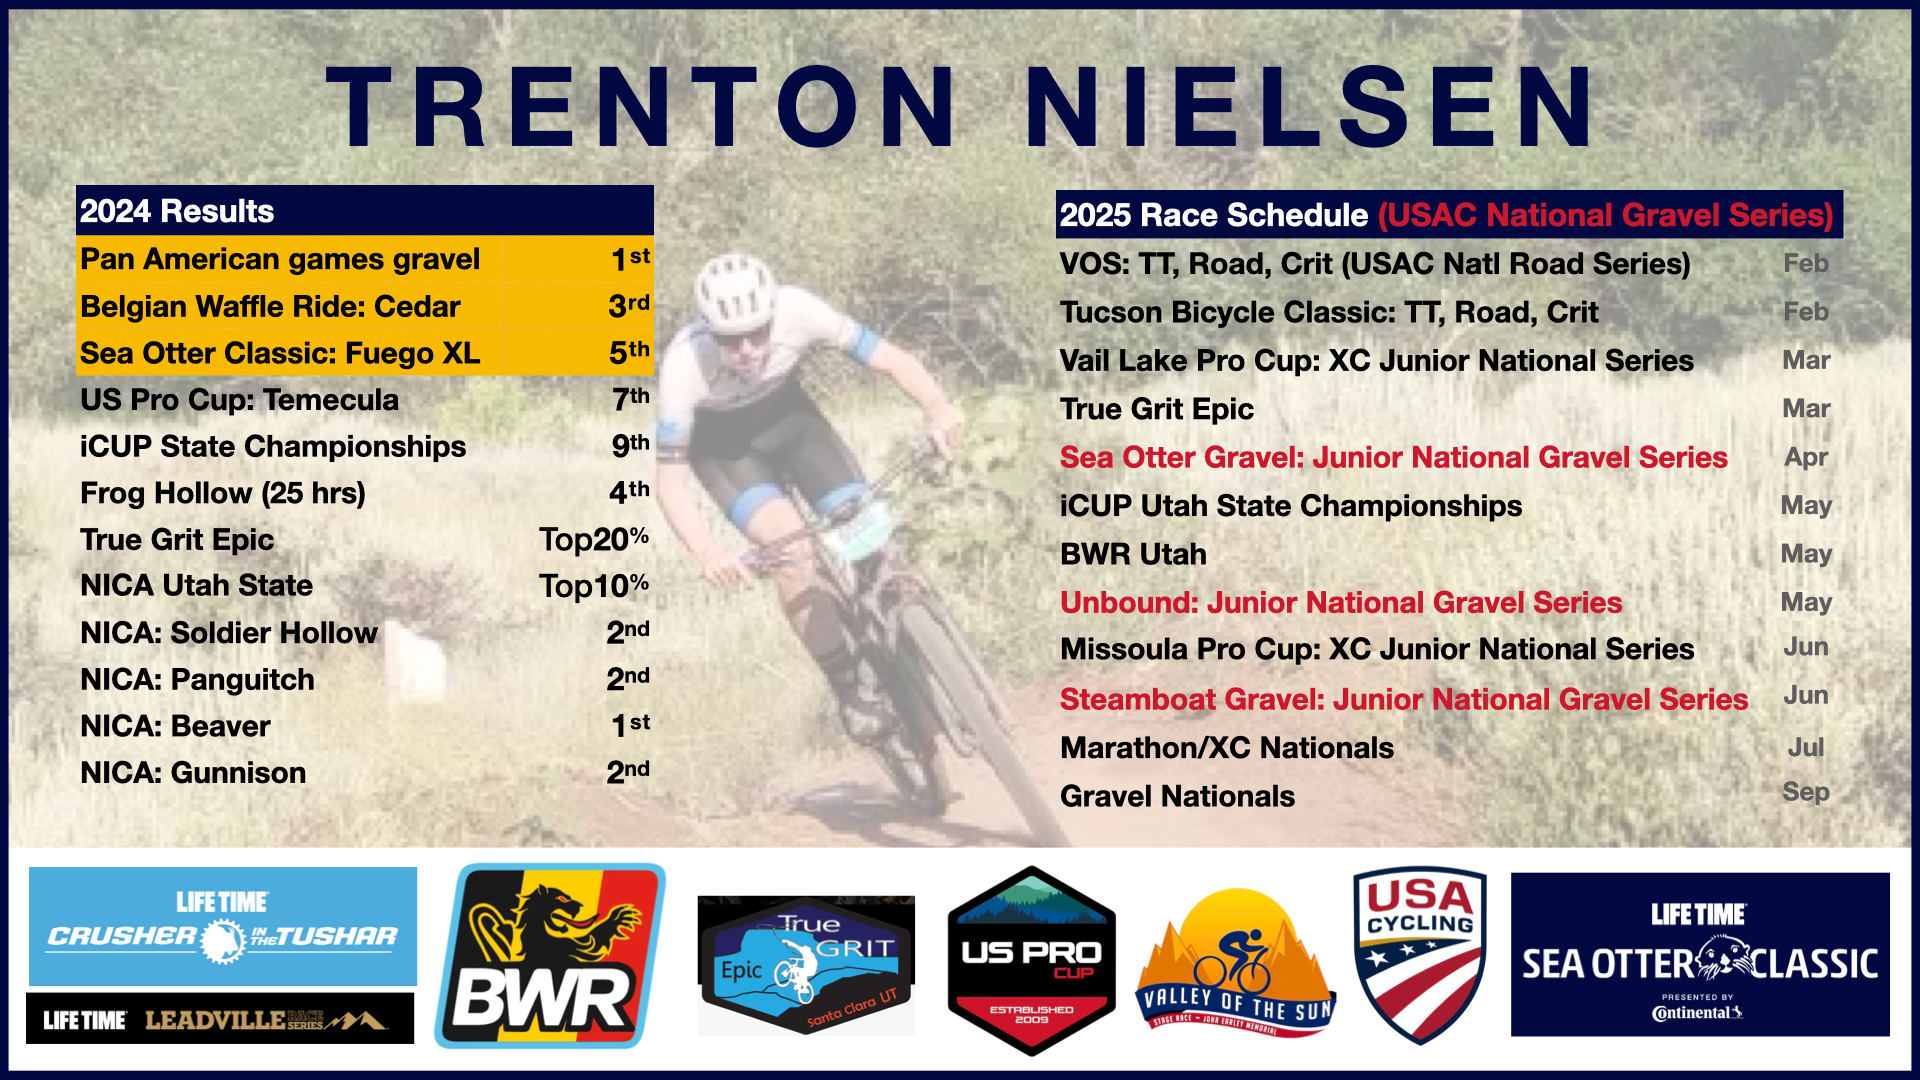 TRENTON NIELSEN
2024 Results
Pan American games gravel 1st
Belgian Waffle Ride: Cedar 3rd
Sea Otter Classic: Fuego XL 5th
US Pro Cup: Temecula 7th
iCUP State Championships 9th
Frog Hollow (25 hrs) 4th
True Grit Epic Top20%
NICA Utah State Top10%
NICA: Soldier Hollow 2nd
NICA: Panguitch 2nd
NICA: Beaver 1st
NICA: Gunnison 2nd
2025 Race Schedule (USAC National Gravel Series)
VOS: TT, Road, Crit (USAC Natl Road Series) Feb
Tucson Bicycle Classic: TT, Road, Crit Feb
Vail Lake Pro Cup: XC Junior National Series Mar
True Grit Epic Mar
Sea Otter Gravel: Junior National Gravel Series Apr
iCUP Utah State Championships May
BWR Utah May
Unbound: Junior National Gravel Series May
Missoula Pro Cup: XC Junior National Series Jun
Steamboat Gravel: Junior National Gravel Series Jun
Marathon/XC Nationals Jul
Gravel Nationals Sep
LIFE TIME
CRUSHER IN THE TUSHAR
LIFE TIME LEADVILLE RACE SERIES
BWR
True
GRIT
Epic
Santa Clara UT
US PRO
CUP
ESTABLISHED
2009
VALLEY OF THE SUN
STAGE RACE - JOHN EARLEY MEMORIAL
USA
CYCLING
LIFE TIME
SEA OTTER CLASSIC
PRESENTED BY
Continental